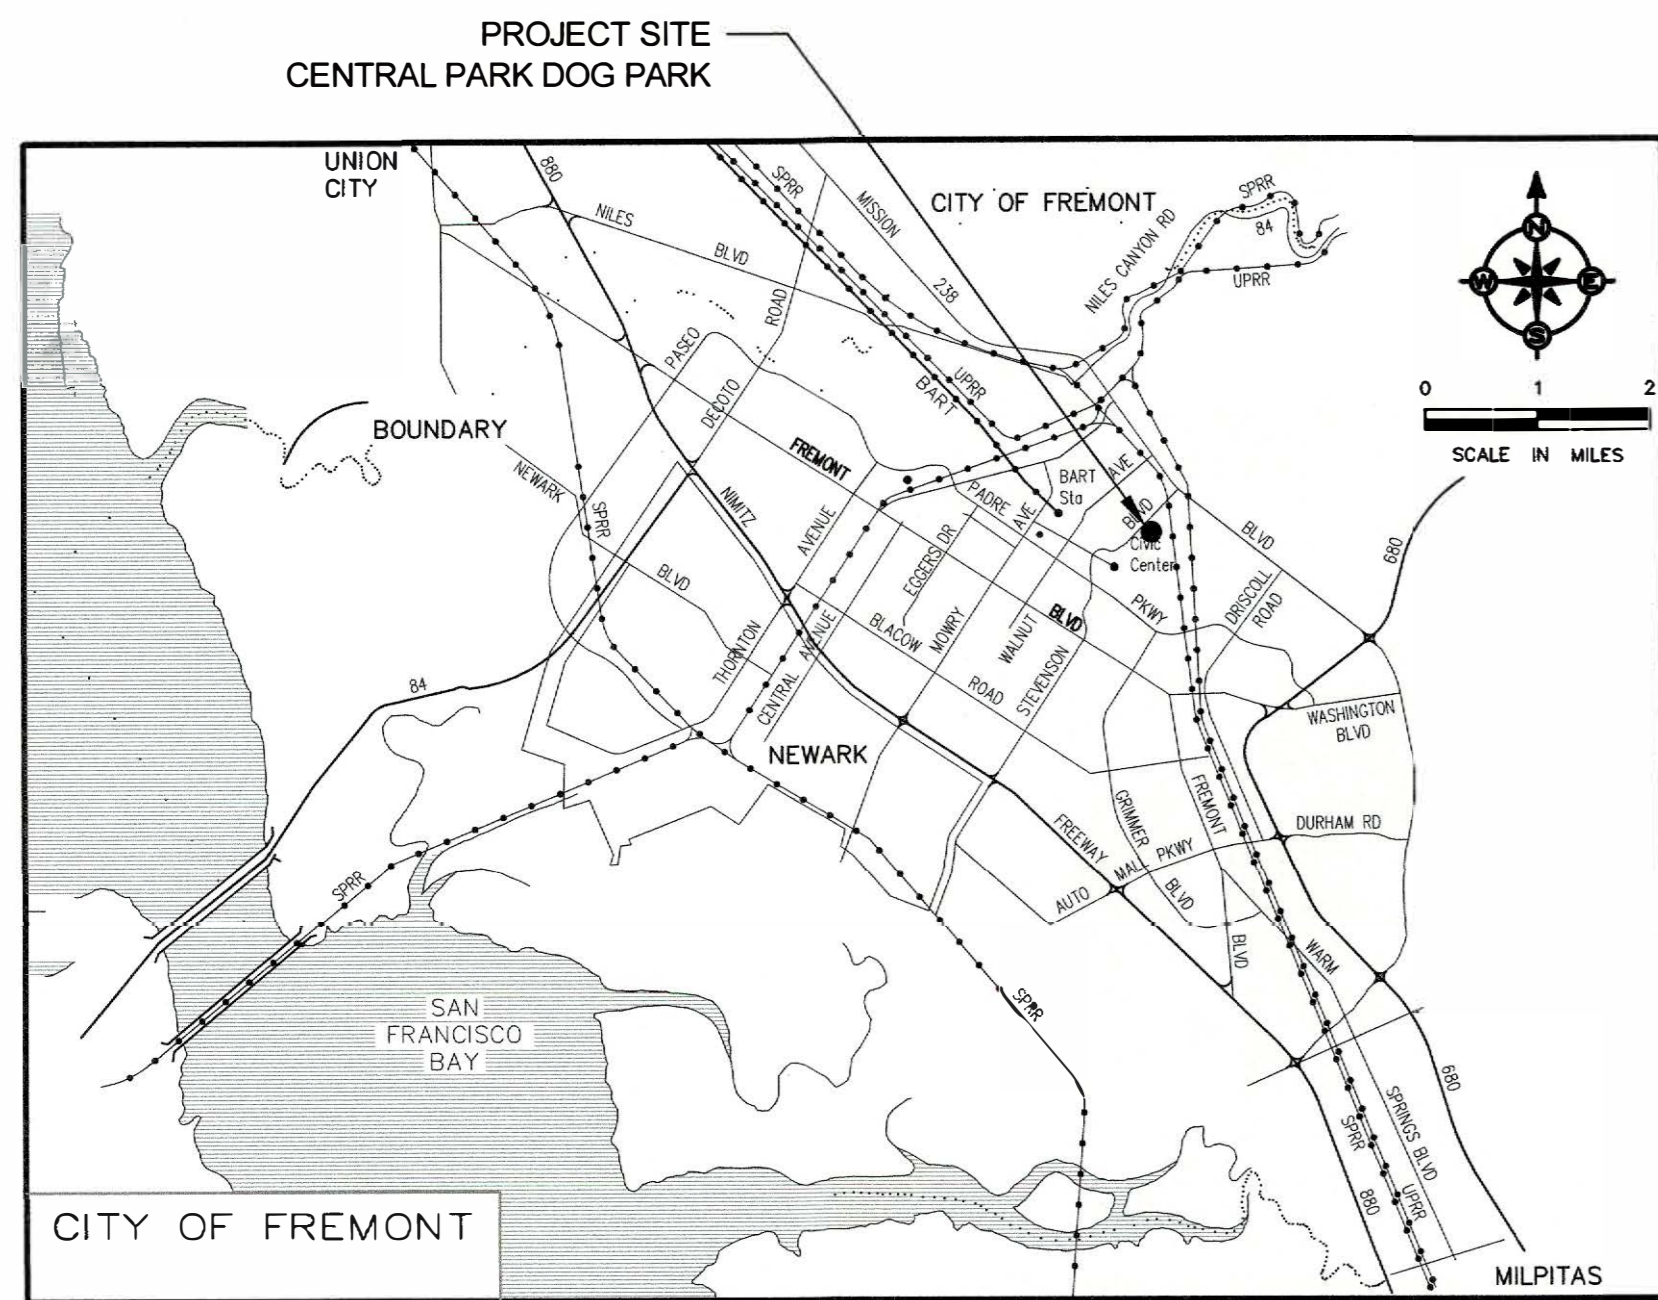 PROJECT SITE
CENTRAL PARK DOG PARK
UNION
CITY
880
NILES
BLVD
SPRR
MISSION
238
CITY OF FREMONT
NILES CANYON RD
SPRR
84
UPRR
N
W
E
S
0 1 2
SCALE IN MILES
PASEO
ROAD
DECOTO
BART
UPRR
BOUNDARY
NEWARK
SPRR
BLVD
FREMONT
NIMITZ
AVENUE
THORNTON
CENTRAL
AVENUE
EGGERS DR
PADRE
AVE
BART
Sta
AVE
BLVD
Civic
Center
BLVD
680
BLACOW
MOWRY
WALNUT
BLVD
PKWY
DRISCOLL
ROAD
STEVENSON
ROAD
84
NEWARK
WASHINGTON
BLVD
FREMONT
GRIMMER
DURHAM RD
FREEWAY
AUTO MALL PKWY
BLVD
BLVD
WARM
SPRR
SPRR
SAN
FRANCISCO
BAY
680
SPRINGS BLVD
SPRR
UPRR
880
CITY OF FREMONT
MILPITAS